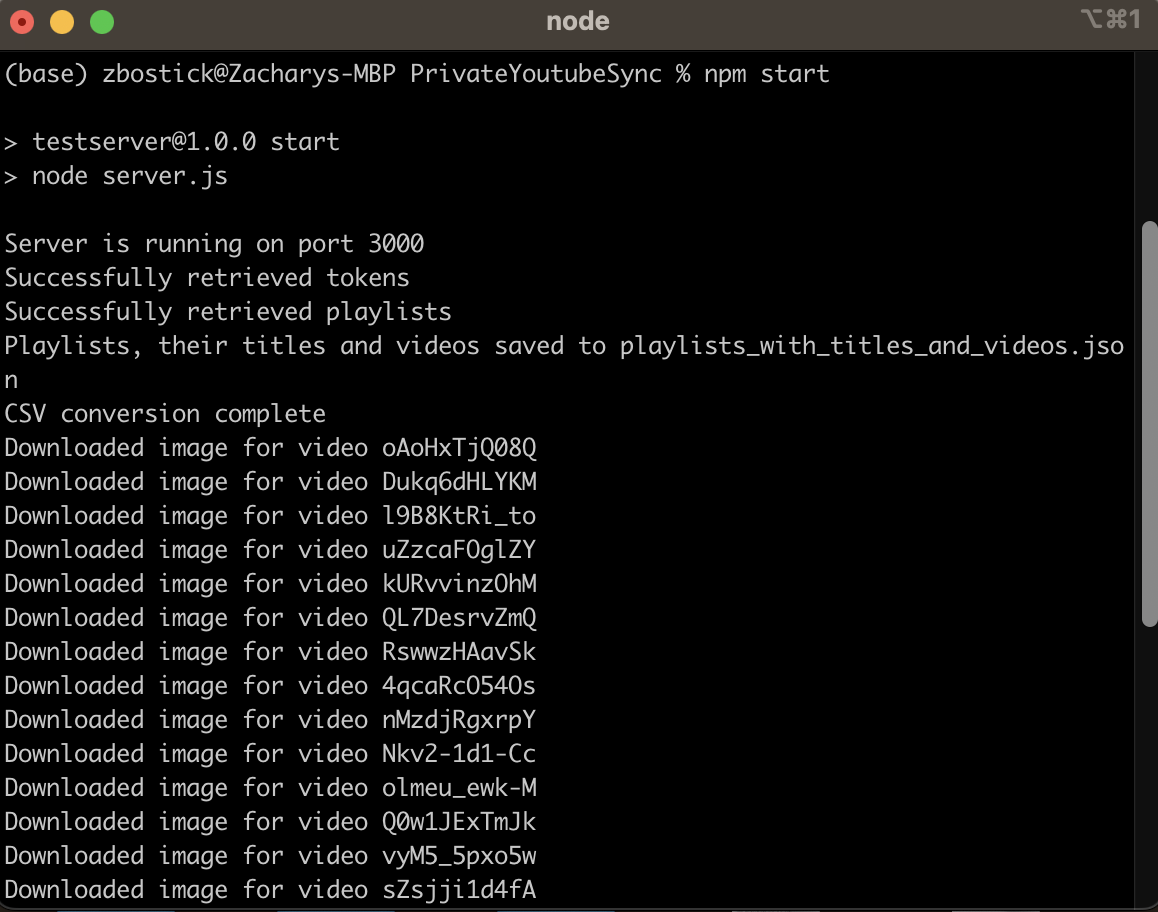 node
⌥⌘1
(base) zbostick@Zacharys-MBP PrivateYoutubeSync % npm start
> testserver@1.0.0 start
> node server.js
Server is running on port 3000
Successfully retrieved tokens
Successfully retrieved playlists
Playlists, their titles and videos saved to playlists_with_titles_and_videos.jso
n
CSV conversion complete
Downloaded image for video oAoHxTjQ08Q
Downloaded image for video Dukq6dHLYKM
Downloaded image for video l9B8KtRi_to
Downloaded image for video uZzcaFOglZY
Downloaded image for video kURvvinzOhM
Downloaded image for video QL7DesrvZmQ
Downloaded image for video RswwzHAavSk
Downloaded image for video 4qcaRcO54Os
Downloaded image for video nMzdjRgxrpY
Downloaded image for video Nkv2-1d1-Cc
Downloaded image for video olmeu_ewk-M
Downloaded image for video Q0w1JExTmJk
Downloaded image for video vyM5_5pxo5w
Downloaded image for video sZsjji1d4fA